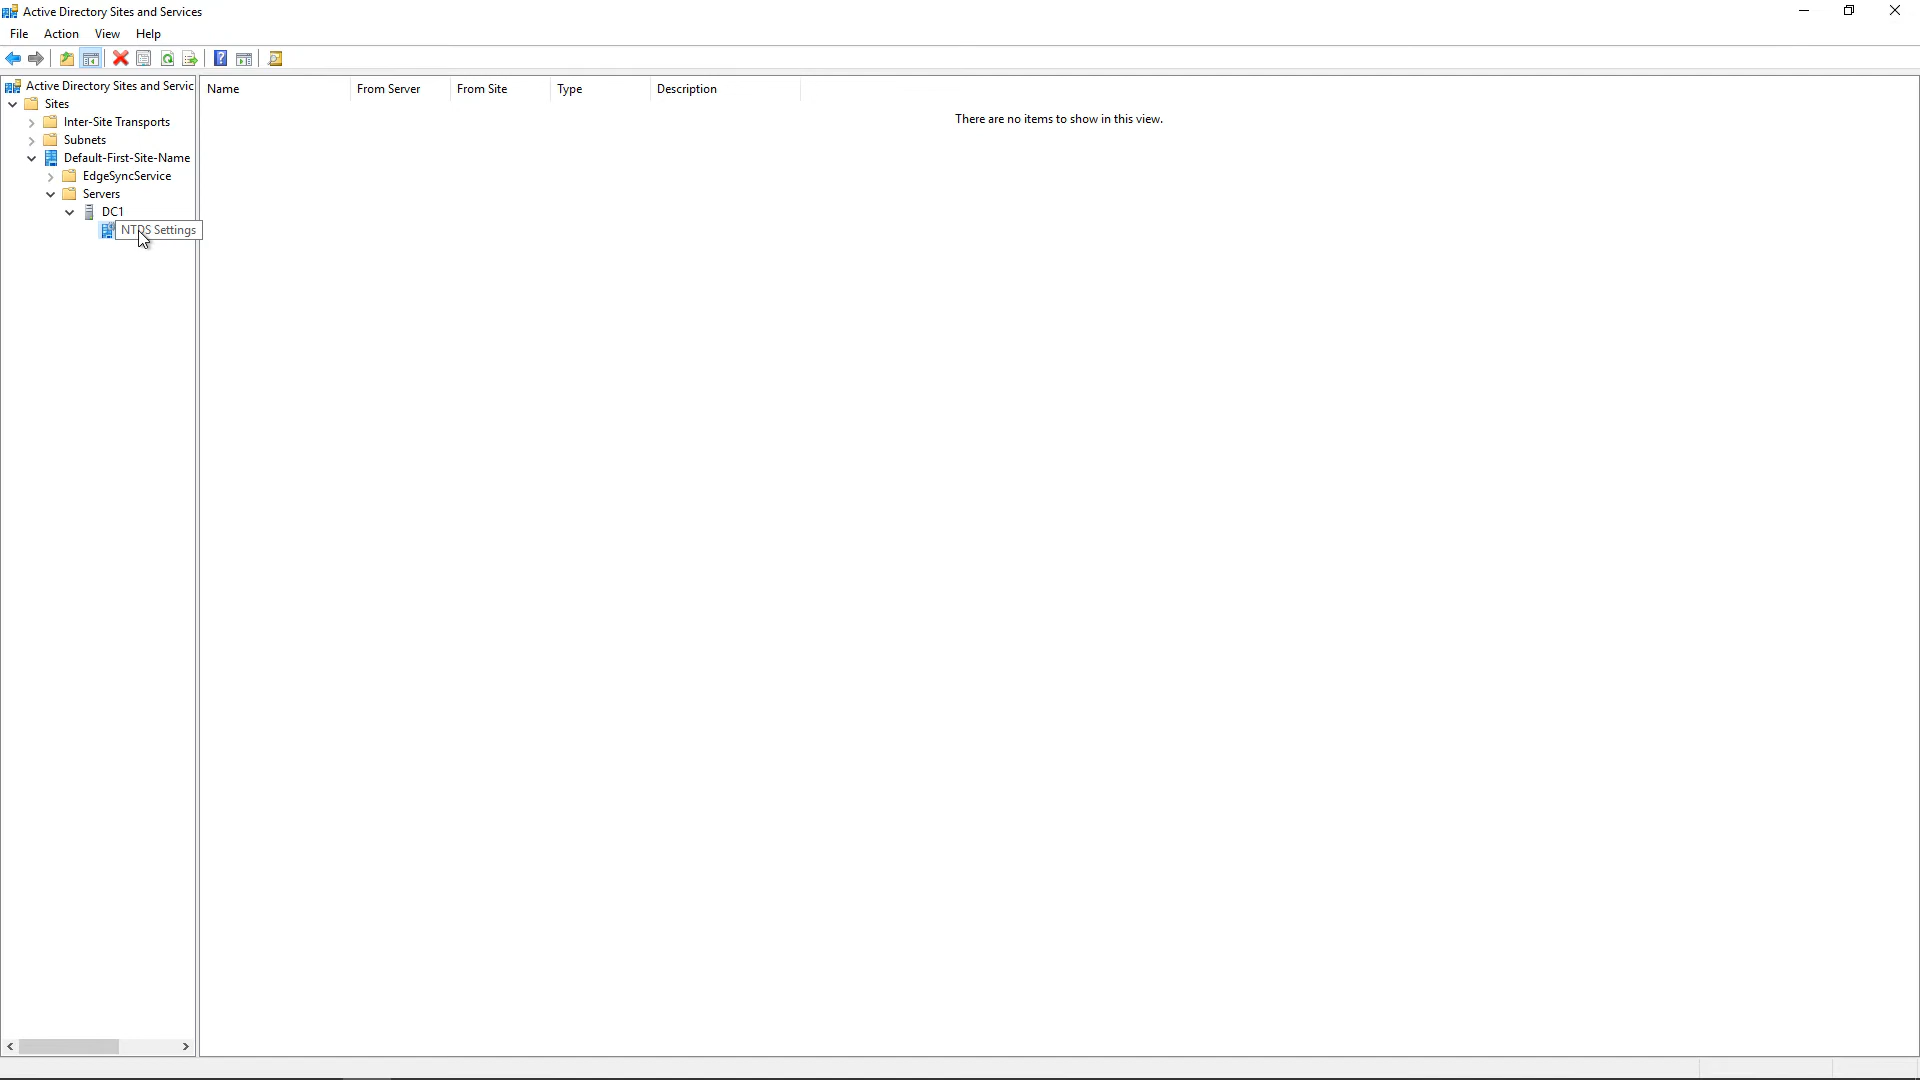 Active Directory Sites and Services
File Action View Help
Active Directory Sites and Servic
Name From Server From Site Type Description
Sites
There are no items to show in this view.
Inter-Site Transports
Subnets
Default-First-Site-Name
EdgeSyncService
Servers
DC1
NTDS Settings